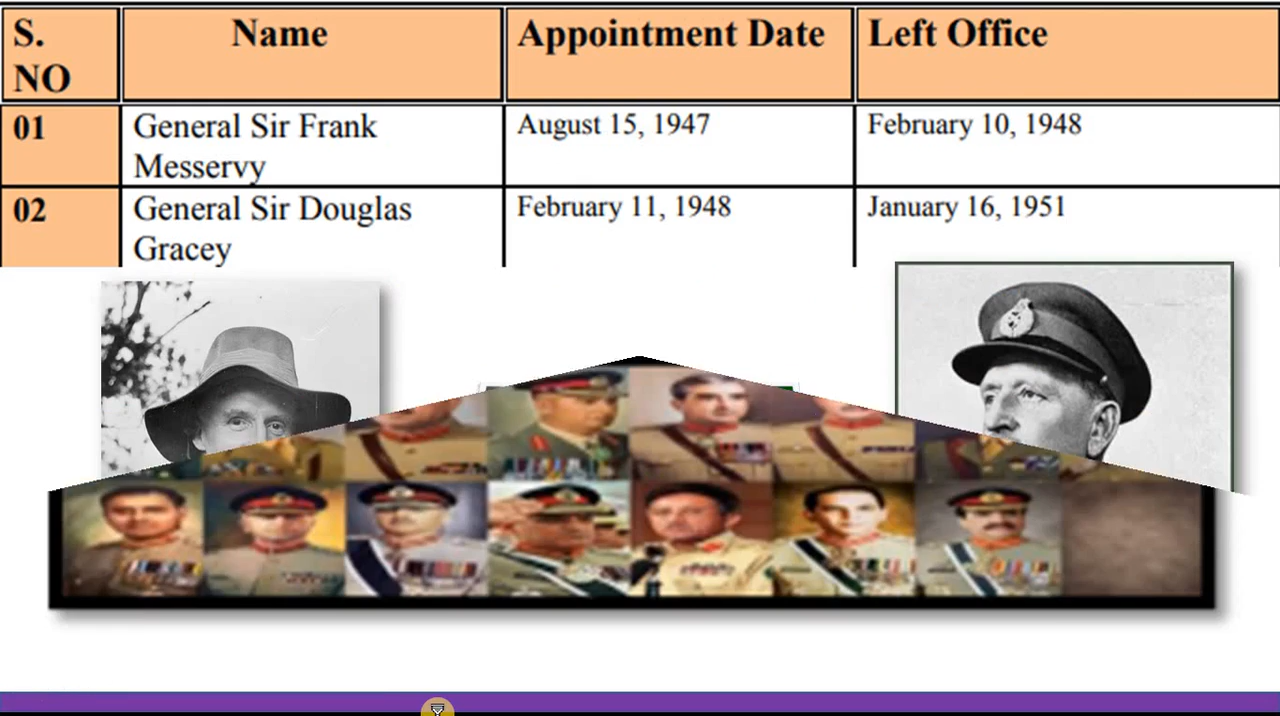 S. NO Name Appointment Date Left Office
01 General Sir Frank Messervy August 15, 1947 February 10, 1948
02 General Sir Douglas Gracey February 11, 1948 January 16, 1951